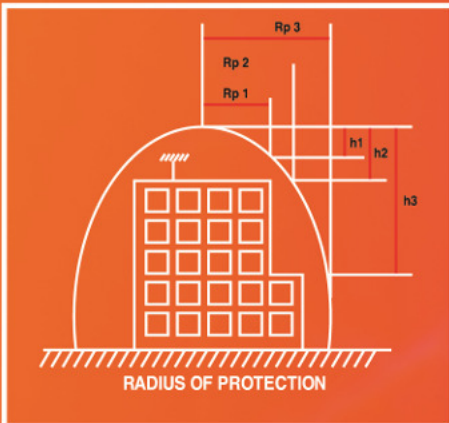 Rp 3
Rp 2
Rp 1
h1
h2
h3
RADIUS OF PROTECTION